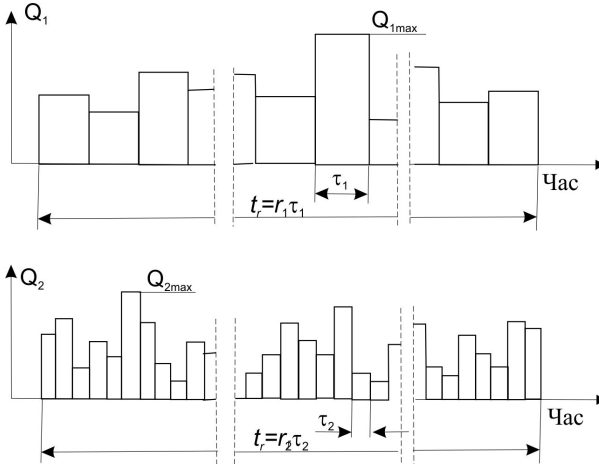 Q₁
Q₁max
τ₁
Час
tᵣ=r₁τ₁
Q₂
Q₂max
τ₂
Час
tᵣ=r₂τ₂